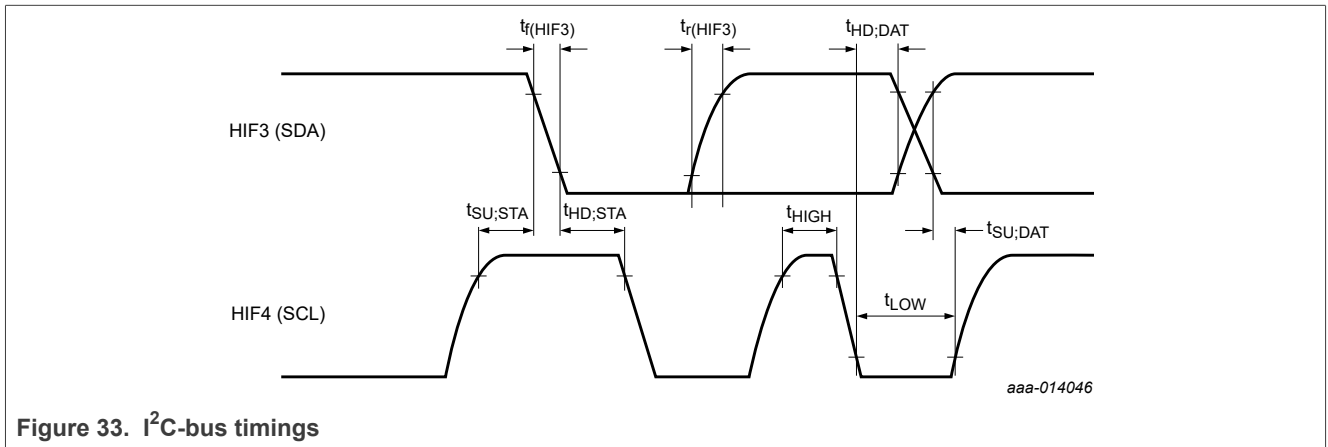 tf(HIF3) tr(HIF3) tHD;DAT
HIF3 (SDA)
tSU;STA tHD;STA tHIGH tSU;DAT
tLOW
HIF4 (SCL)
aaa-014046
Figure 33. I²C-bus timings